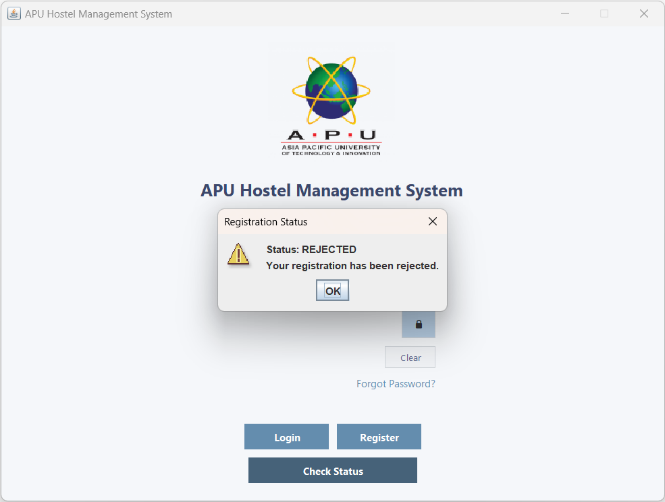 APU Hostel Management System
A • P • U
ASIA PACIFIC UNIVERSITY
OF TECHNOLOGY & INNOVATION
APU Hostel Management System
Registration Status
Status: REJECTED
Your registration has been rejected.
OK
Clear
Forgot Password?
Login
Register
Check Status